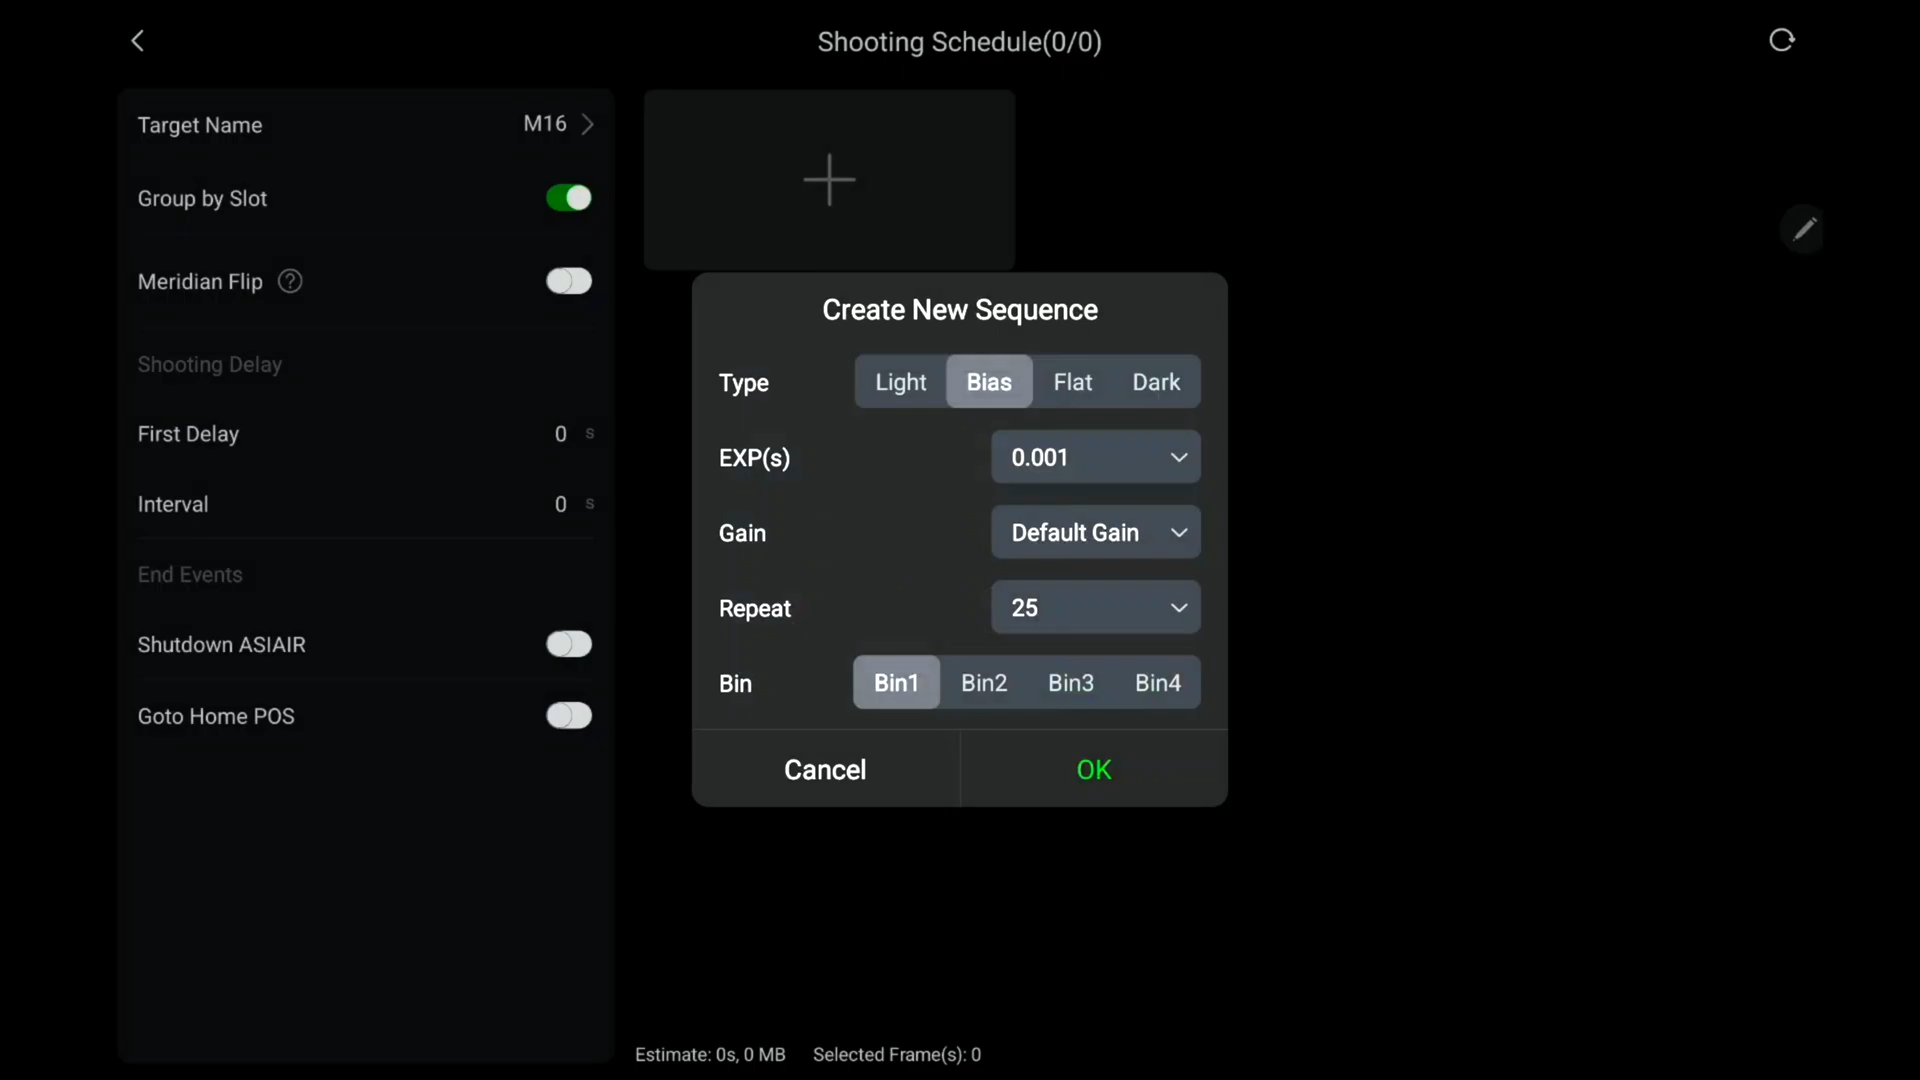 Shooting Schedule(0/0)
Target Name M16
Group by Slot
Meridian Flip ?
Shooting Delay
First Delay 0 s
Interval 0 s
End Events
Shutdown ASIAIR
Goto Home POS
Create New Sequence
Type Light Bias Flat Dark
EXP(s) 0.001
Gain Default Gain
Repeat 25
Bin Bin1 Bin2 Bin3 Bin4
Cancel OK
Estimate: 0s, 0 MB Selected Frame(s): 0